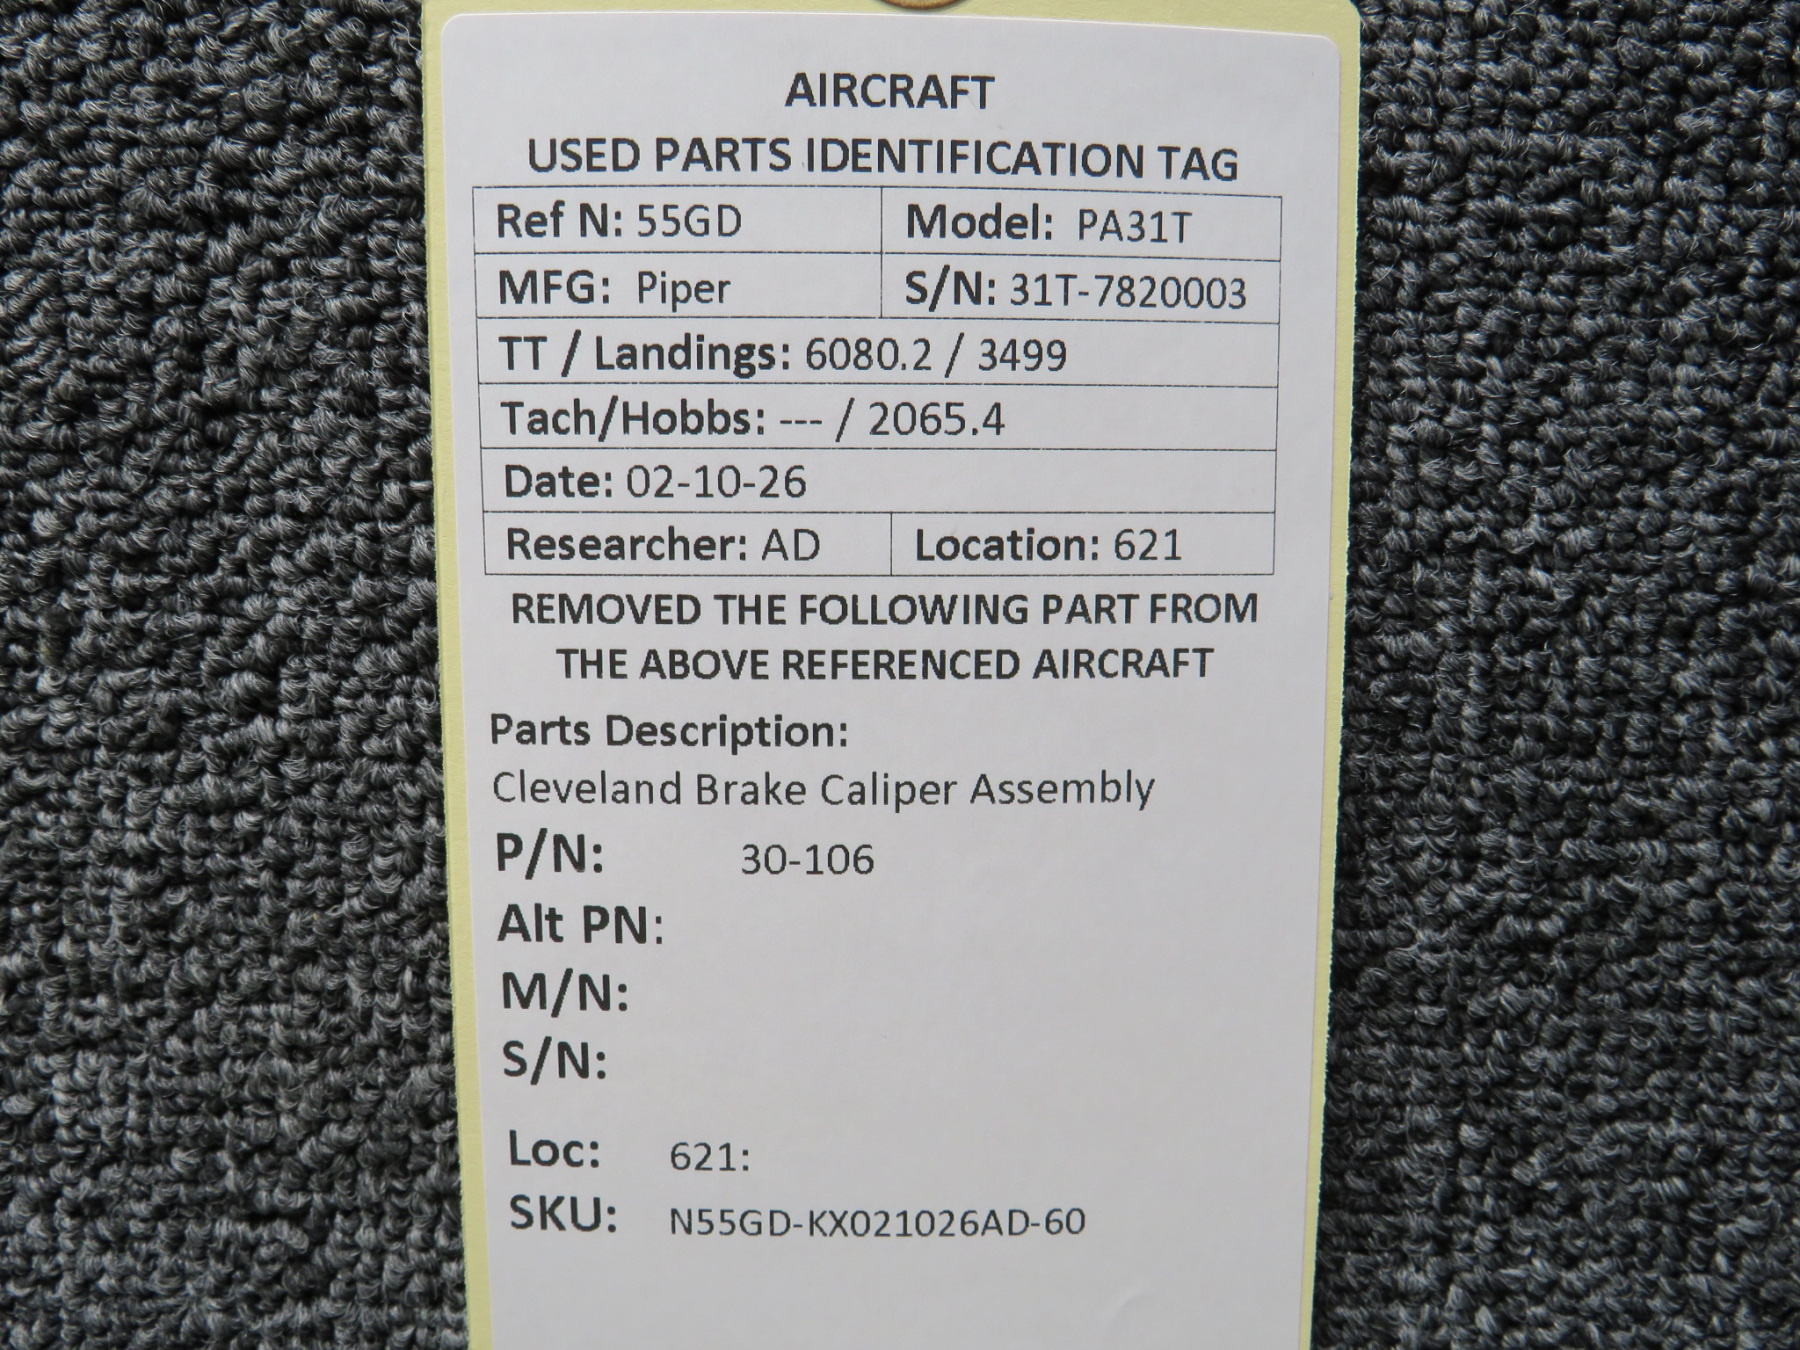 AIRCRAFT
USED PARTS IDENTIFICATION TAG
Ref N: 55GD Model: PA31T
MFG: Piper S/N: 31T-7820003
TT / Landings: 6080.2 / 3499
Tach/Hobbs: --- / 2065.4
Date: 02-10-26
Researcher: AD Location: 621
REMOVED THE FOLLOWING PART FROM
THE ABOVE REFERENCED AIRCRAFT
Parts Description:
Cleveland Brake Caliper Assembly
P/N: 30-106
Alt PN:
M/N:
S/N:
Loc: 621:
SKU: N55GD-KX021026AD-60